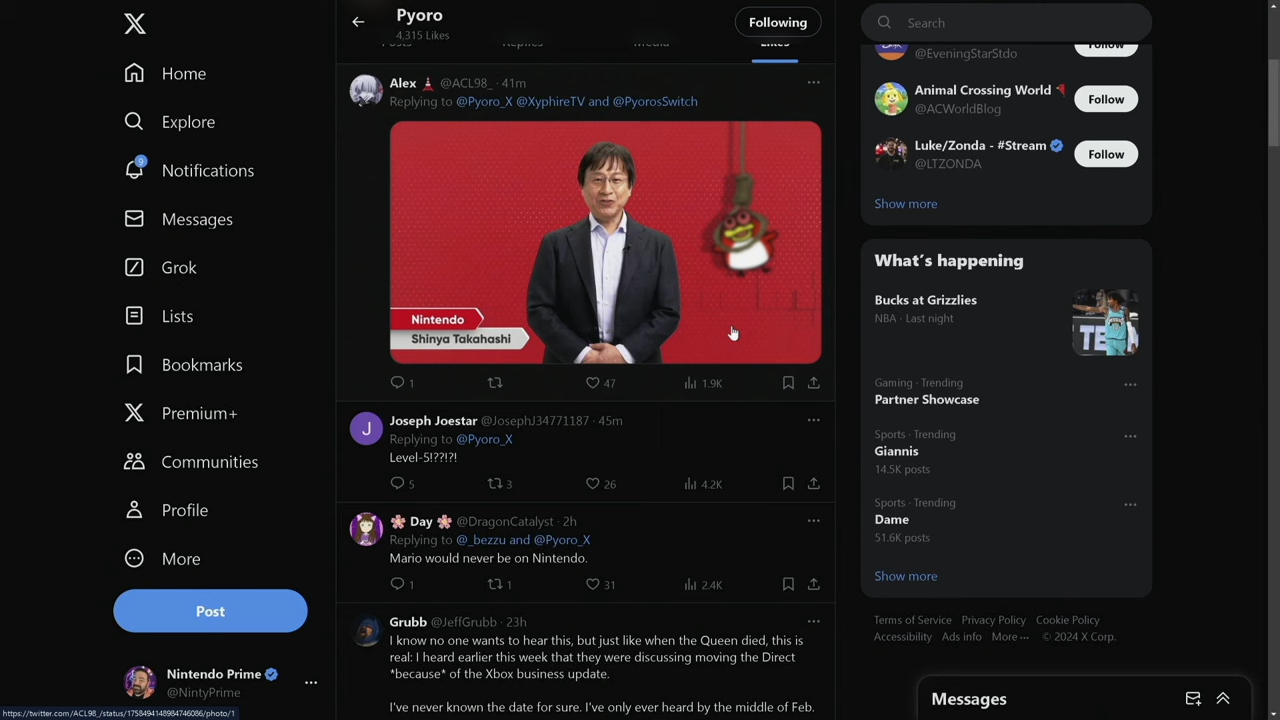 Home
Explore
9
Notifications
Messages
Grok
Lists
Bookmarks
Premium+
Communities
Profile
More
Post
Nintendo Prime
@NintyPrime
https://twitter.com/ACL98_/status/1758494148984746086/photo/1
Pyoro
4,315 Likes
Following
Posts
Replies
Media
Likes
Alex @ACL98_ · 41m
Replying to @Pyoro_X @XyphireTV and @PyorosSwitch
Nintendo
Shinya Takahashi
1
47
1.9K
Joseph Joestar @JosephJ34771187 · 45m
Replying to @Pyoro_X
Level-5!??!?!
5
3
26
4.2K
🌸 Day 🌸 @DragonCatalyst · 2h
Replying to @_bezzu and @Pyoro_X
Mario would never be on Nintendo.
1
1
31
2.4K
Grubb @JeffGrubb · 23h
I know no one wants to hear this, but just like when the Queen died, this is
real: I heard earlier this week that they were discussing moving the Direct
*because* of the Xbox business update.
I've never known the date for sure. I've only ever heard by the middle of Feb.
Search
@EveningStarStdo
Follow
Animal Crossing World
@ACWorldBlog
Follow
Luke/Zonda - #Stream
@LTZONDA
Follow
Show more
What's happening
Bucks at Grizzlies
NBA · Last night
Gaming · Trending
Partner Showcase
Sports · Trending
Giannis
14.5K posts
Sports · Trending
Dame
51.6K posts
Show more
Terms of Service Privacy Policy Cookie Policy
Accessibility Ads info More ··· © 2024 X Corp.
Messages